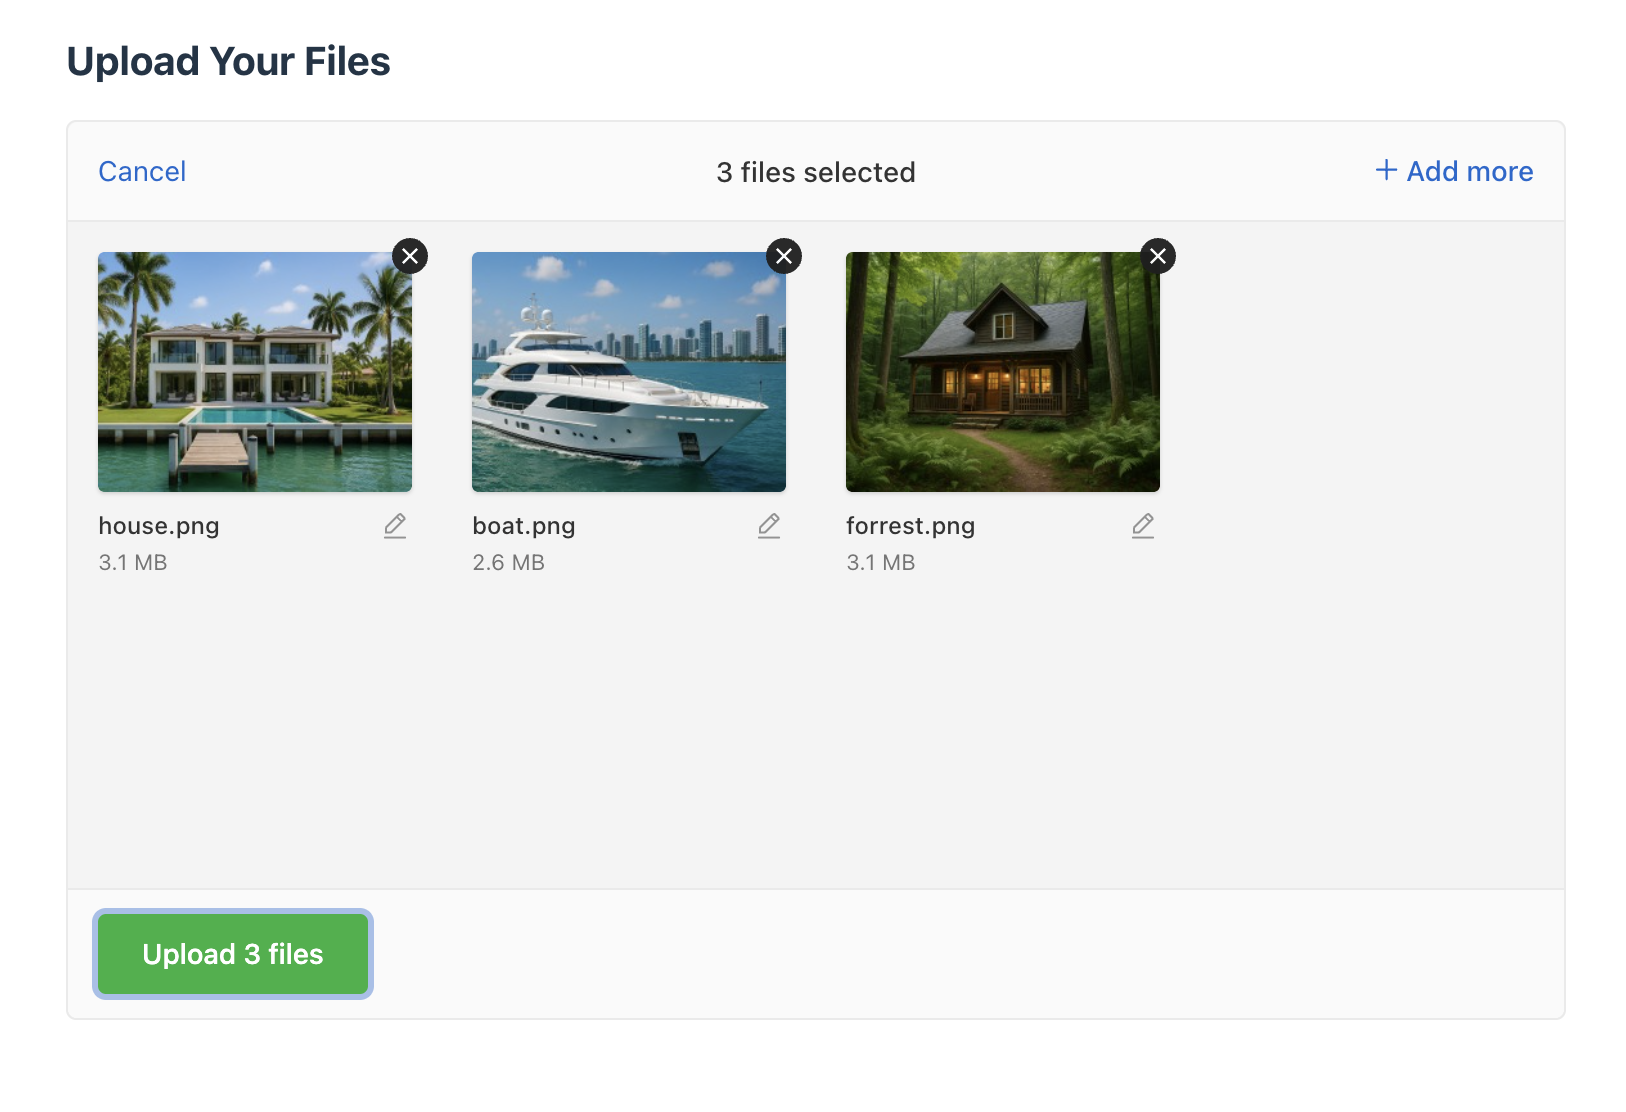 Upload Your Files
Cancel
3 files selected
+ Add more
house.png
3.1 MB
boat.png
2.6 MB
forrest.png
3.1 MB
Upload 3 files